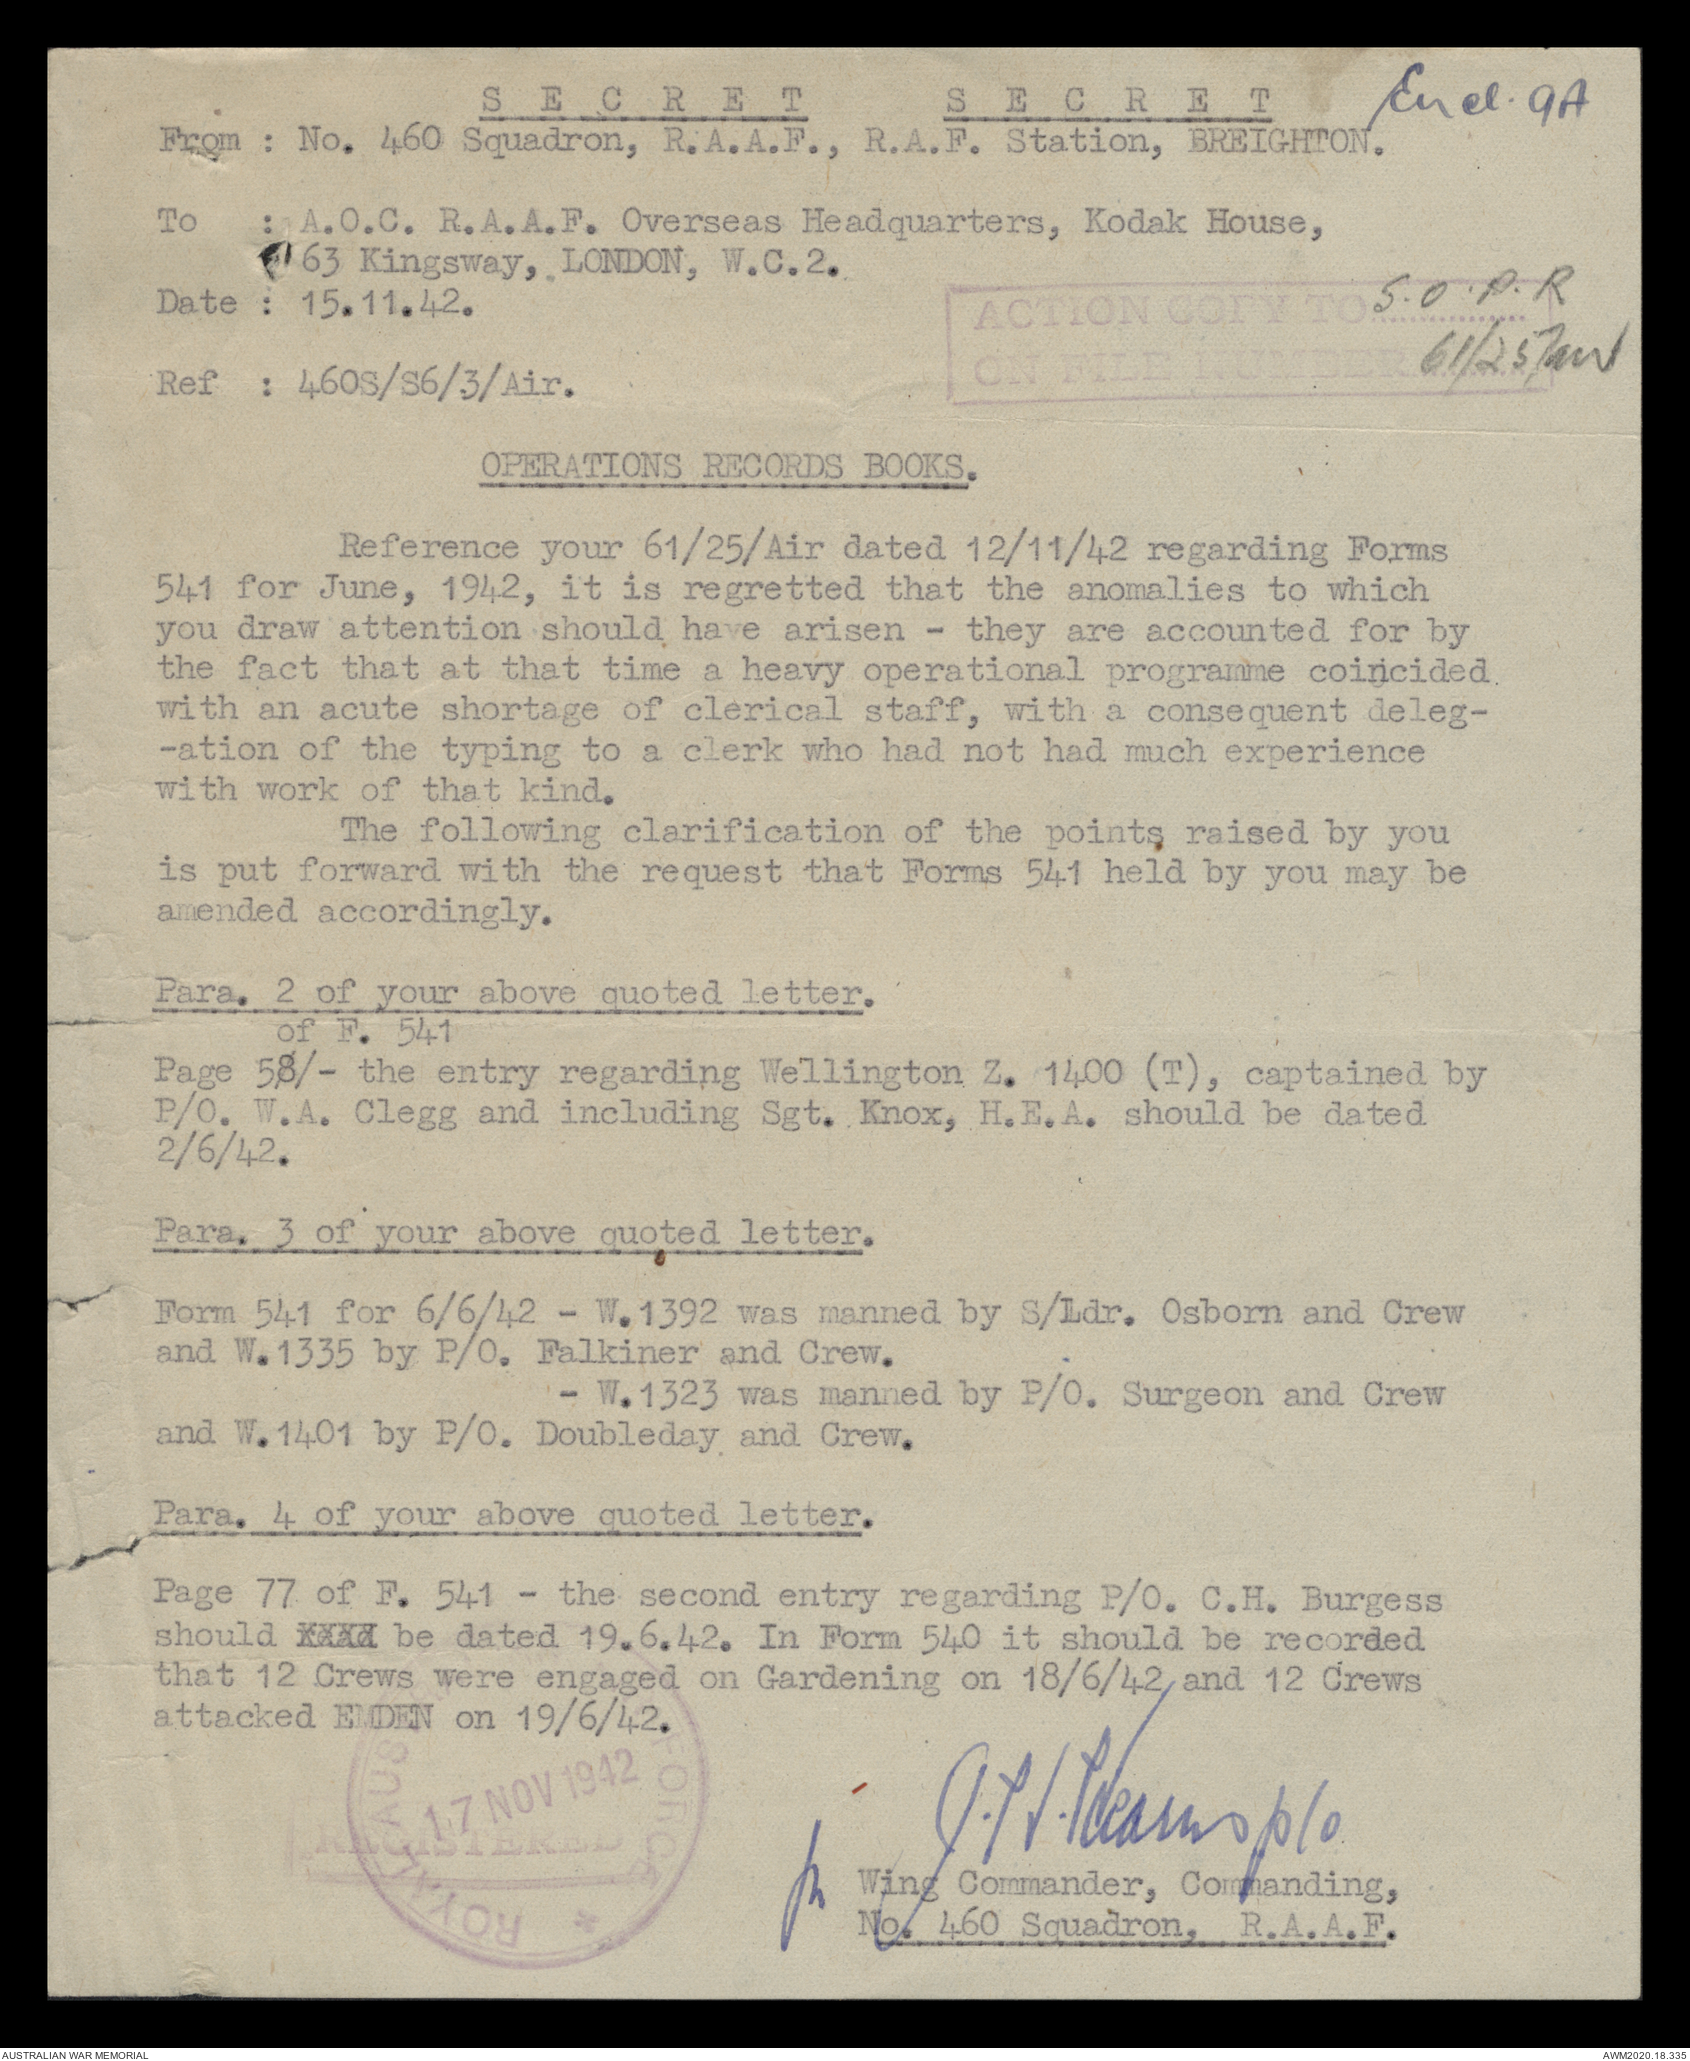 S E C R E T S E C R E T Encl. 9A
From : No. 460 Squadron, R.A.A.F., R.A.F. Station, BREIGHTON.
To : A.O.C. R.A.A.F. Overseas Headquarters, Kodak House,
63 Kingsway, LONDON, W.C.2.
Date : 15.11.42.
ACTION COPY TO S.O.P.R
ON FILE NUMBER 61/25/
Ref : 460S/S6/3/Air.
OPERATIONS RECORDS BOOKS.
Reference your 61/25/Air dated 12/11/42 regarding Forms
541 for June, 1942, it is regretted that the anomalies to which
you draw attention should have arisen - they are accounted for by
the fact that at that time a heavy operational programme coincided
with an acute shortage of clerical staff, with a consequent deleg-
-ation of the typing to a clerk who had not had much experience
with work of that kind.
The following clarification of the points raised by you
is put forward with the request that Forms 541 held by you may be
amended accordingly.
Para. 2 of your above quoted letter.
of F. 541
Page 58/- the entry regarding Wellington Z. 1400 (T), captained by
P/O. W.A. Clegg and including Sgt. Knox, H.E.A. should be dated
2/6/42.
Para. 3 of your above quoted letter.
Form 541 for 6/6/42 - W.1392 was manned by S/Ldr. Osborn and Crew
and W.1335 by P/O. Falkiner and Crew.
- W.1323 was manned by P/O. Surgeon and Crew
and W.1401 by P/O. Doubleday and Crew.
Para. 4 of your above quoted letter.
Page 77 of F. 541 - the second entry regarding P/O. C.H. Burgess
should be dated 19.6.42. In Form 540 it should be recorded
that 12 Crews were engaged on Gardening on 18/6/42 and 12 Crews
attacked EMDEN on 19/6/42.
ROYAL AUS FORCE
17 NOV 1942
REGISTERED
p/o
for Wing Commander, Commanding,
No. 460 Squadron, R.A.A.F.
AUSTRALIAN WAR MEMORIAL AWM2020.18.335